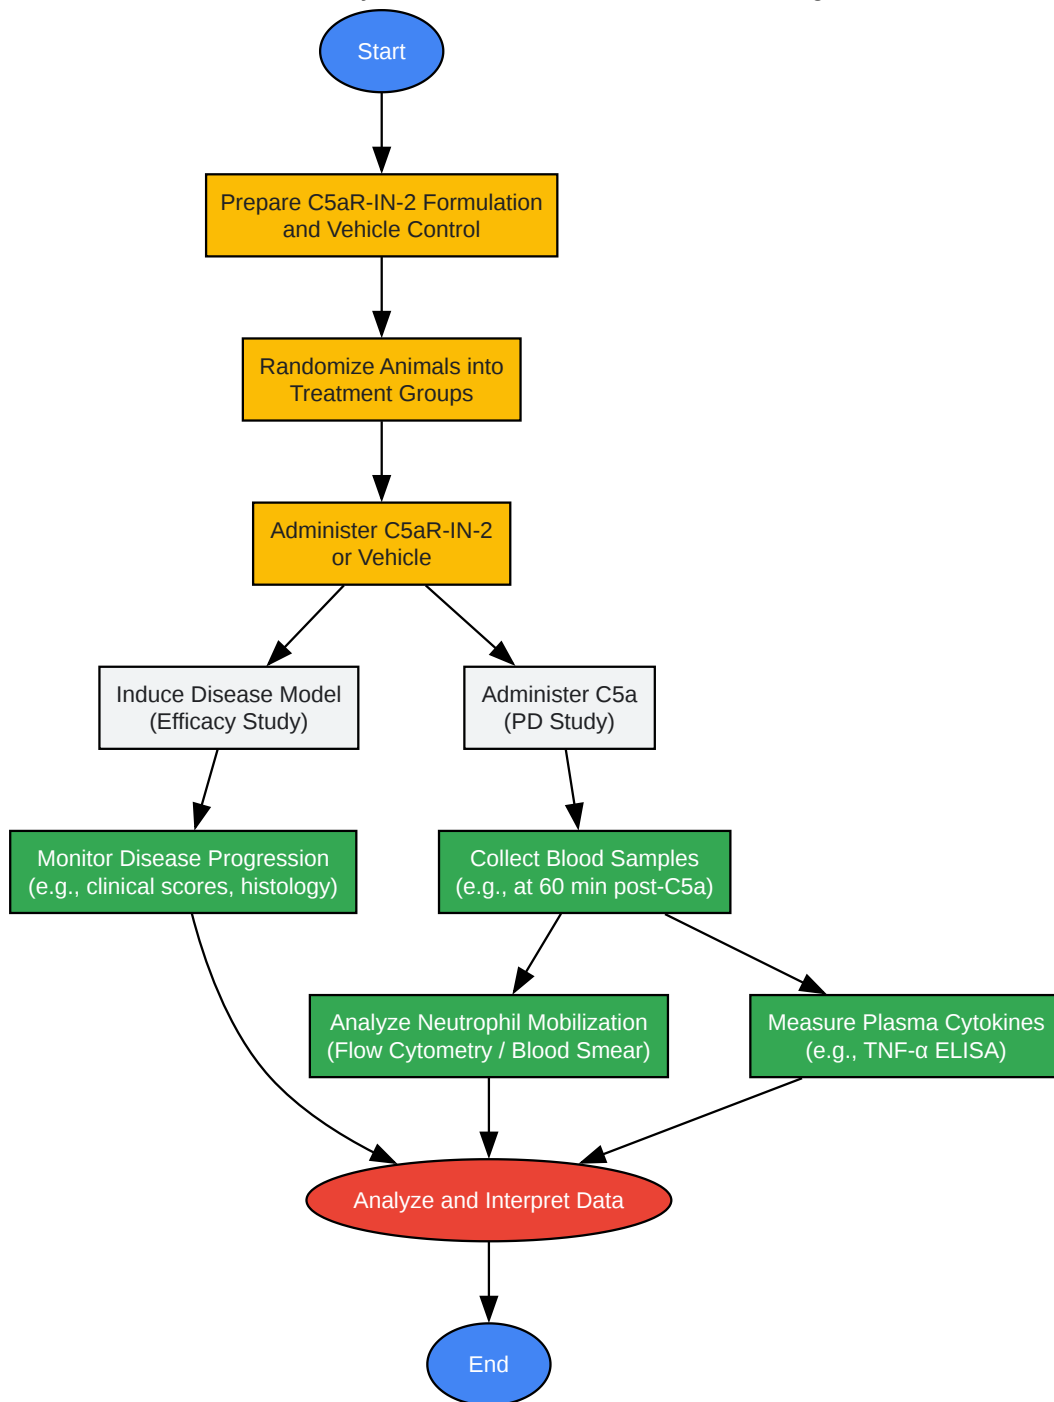 Start
Prepare C5aR-IN-2 Formulation
and Vehicle Control
Randomize Animals into
Treatment Groups
Administer C5aR-IN-2
or Vehicle
Induce Disease Model
(Efficacy Study)
Administer C5a
(PD Study)
Monitor Disease Progression
(e.g., clinical scores, histology)
Collect Blood Samples
(e.g., at 60 min post-C5a)
Analyze Neutrophil Mobilization
(Flow Cytometry / Blood Smear)
Measure Plasma Cytokines
(e.g., TNF-α ELISA)
Analyze and Interpret Data
End